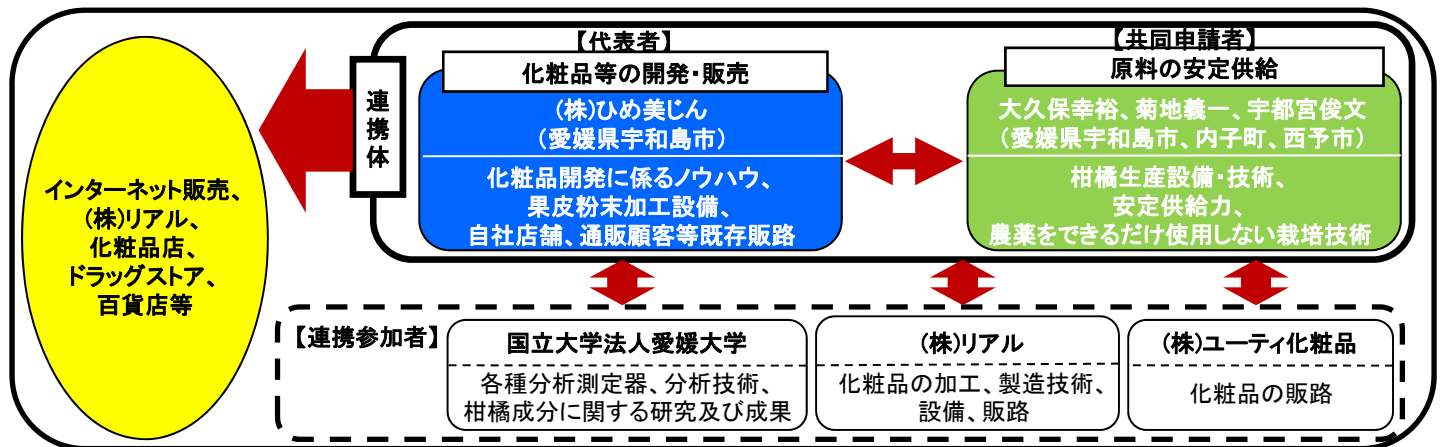 インターネット販売、
(株)リアル、
化粧品店、
ドラッグストア、
百貨店等
連携体
【代表者】
化粧品等の開発・販売
(株)ひめ美じん
(愛媛県宇和島市)
化粧品開発に係るノウハウ、
果皮粉末加工設備、
自社店舗、通販顧客等既存販路
【共同申請者】
原料の安定供給
大久保幸裕、菊地義一、宇都宮俊文
(愛媛県宇和島市、内子町、西予市)
柑橘生産設備・技術、
安定供給力、
農薬をできるだけ使用しない栽培技術
【連携参加者】
国立大学法人愛媛大学
各種分析測定器、分析技術、
柑橘成分に関する研究及び成果
(株)リアル
化粧品の加工、製造技術、
設備、販路
(株)ユーティ化粧品
化粧品の販路